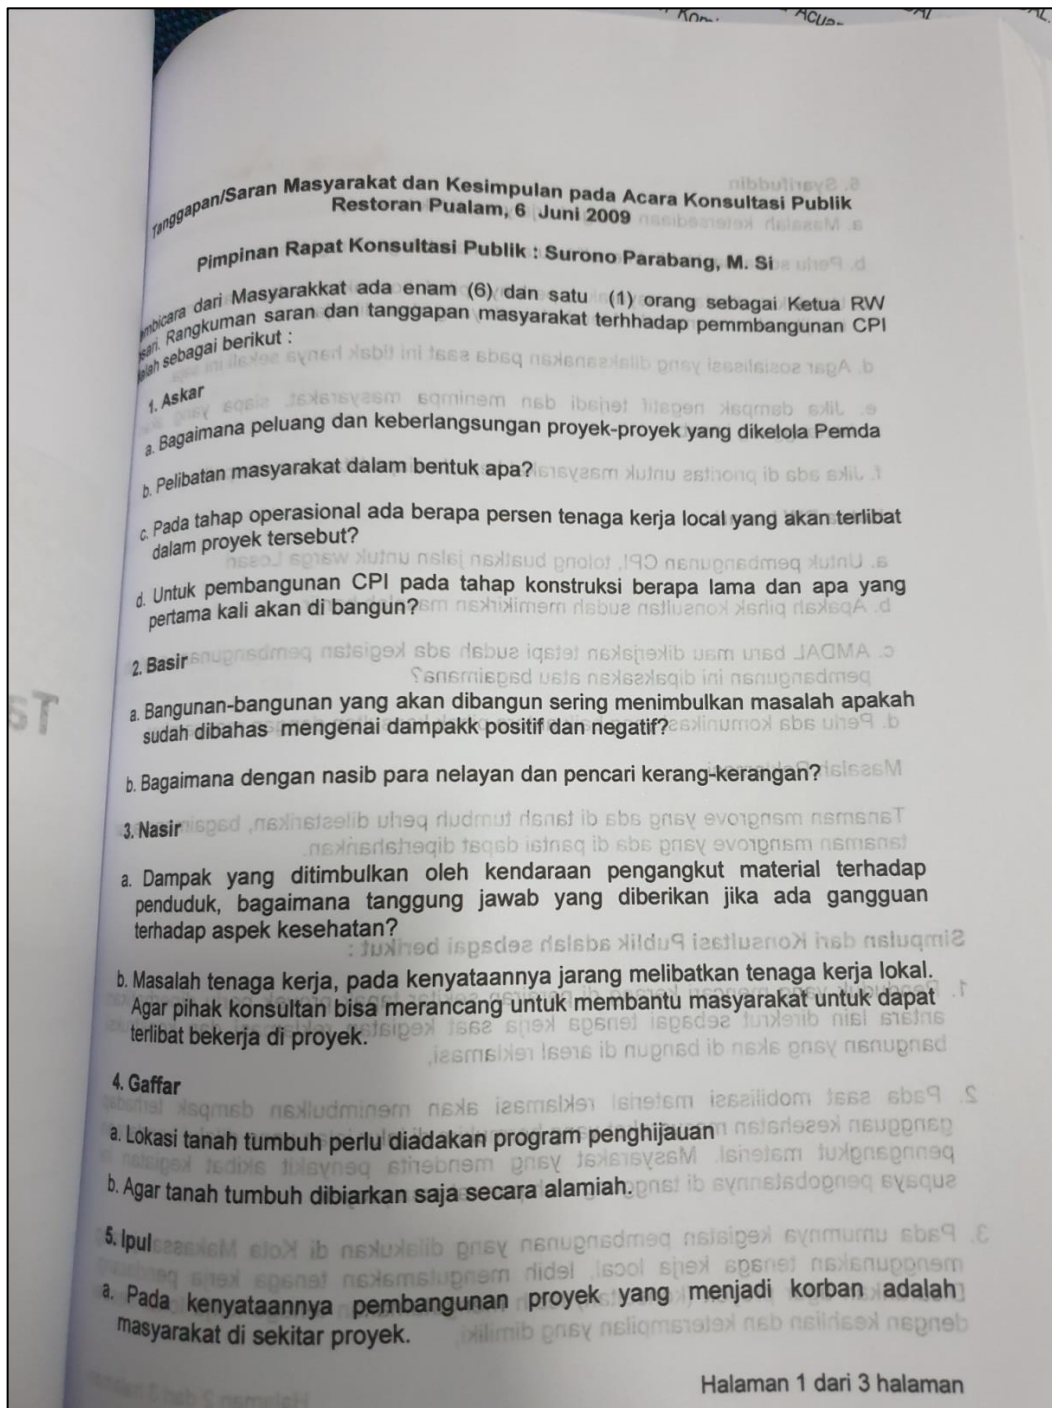 Tanggapan/Saran Masyarakat dan Kesimpulan pada Acara Konsultasi Publik
Restoran Pualam, 6 Juni 2009
Pimpinan Rapat Konsultasi Publik : Surono Parabang, M. Si
dari Masyarakkat ada enam (6) dan satu (1) orang sebagai Ketua RW
Rangkuman saran dan tanggapan masyarakat terhhadap pemmbangunan CPI
sebagai berikut :
1. Askar
a. Bagaimana peluang dan keberlangsungan proyek-proyek yang dikelola Pemda
b. Pelibatan masyarakat dalam bentuk apa?
c. Pada tahap operasional ada berapa persen tenaga kerja local yang akan terlibat
dalam proyek tersebut?
d. Untuk pembangunan CPI pada tahap konstruksi berapa lama dan apa yang
pertama kali akan di bangun?
2. Basir
a. Bangunan-bangunan yang akan dibangun sering menimbulkan masalah apakah
sudah dibahas mengenai dampakk positif dan negatif?
b. Bagaimana dengan nasib para nelayan dan pencari kerang-kerangan?
3. Nasir
a. Dampak yang ditimbulkan oleh kendaraan pengangkut material terhadap
penduduk, bagaimana tanggung jawab yang diberikan jika ada gangguan
terhadap aspek kesehatan?
b. Masalah tenaga kerja, pada kenyataannya jarang melibatkan tenaga kerja lokal.
Agar pihak konsultan bisa merancang untuk membantu masyarakat untuk dapat
terlibat bekerja di proyek.
4. Gaffar
a. Lokasi tanah tumbuh perlu diadakan program penghijauan
b. Agar tanah tumbuh dibiarkan saja secara alamiah.
5. Ipul
a. Pada kenyataannya pembangunan proyek yang menjadi korban adalah
masyarakat di sekitar proyek.
Halaman 1 dari 3 halaman